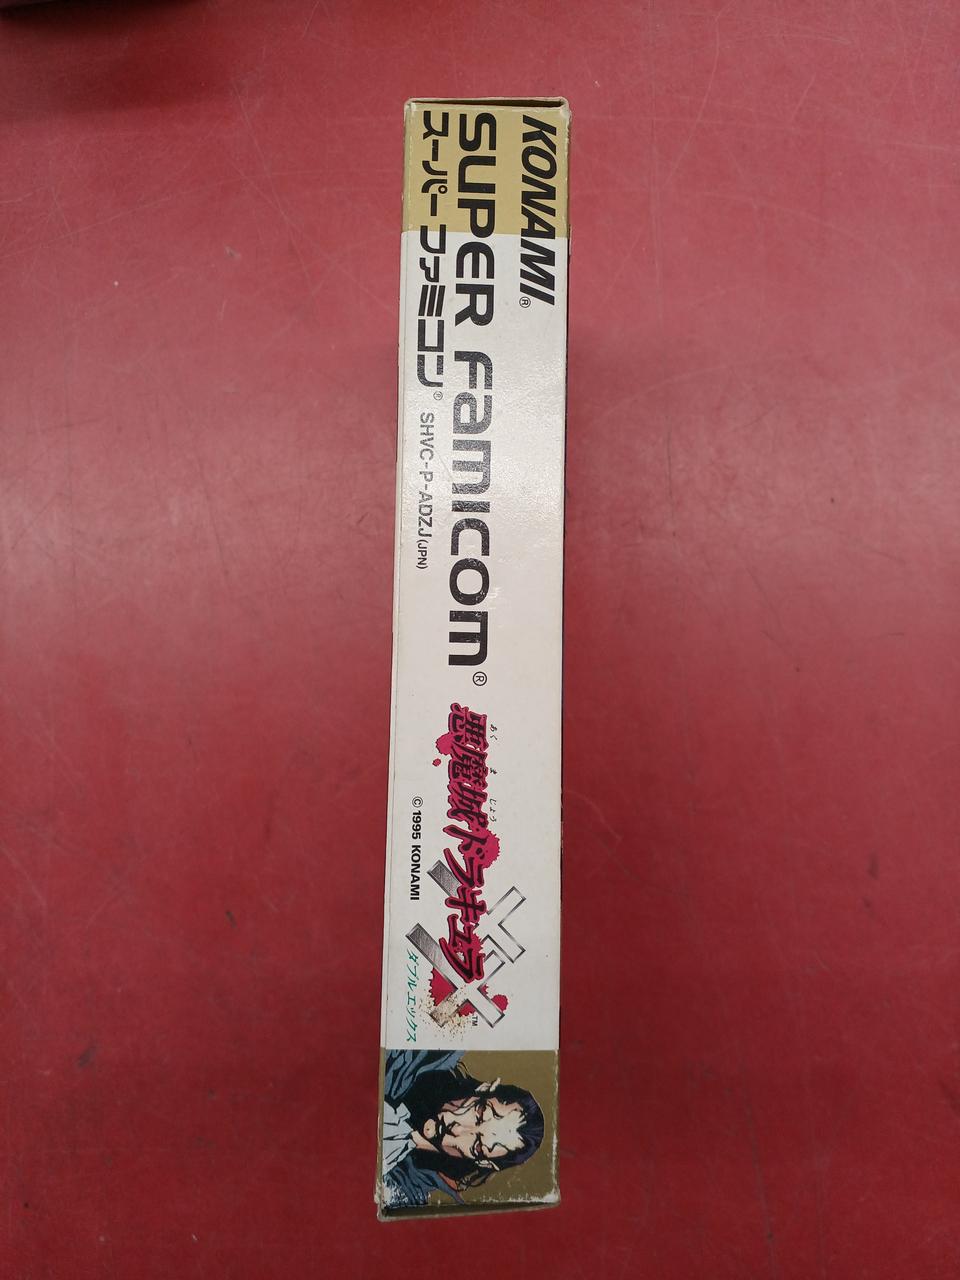 KONAMI®
SUPER Famicom®
スーパーファミコン® SHVC-P-ADZJ(JPN)
あくまじょう
悪魔城ドラキュラXX™
ダブルエックス
© 1995 KONAMI